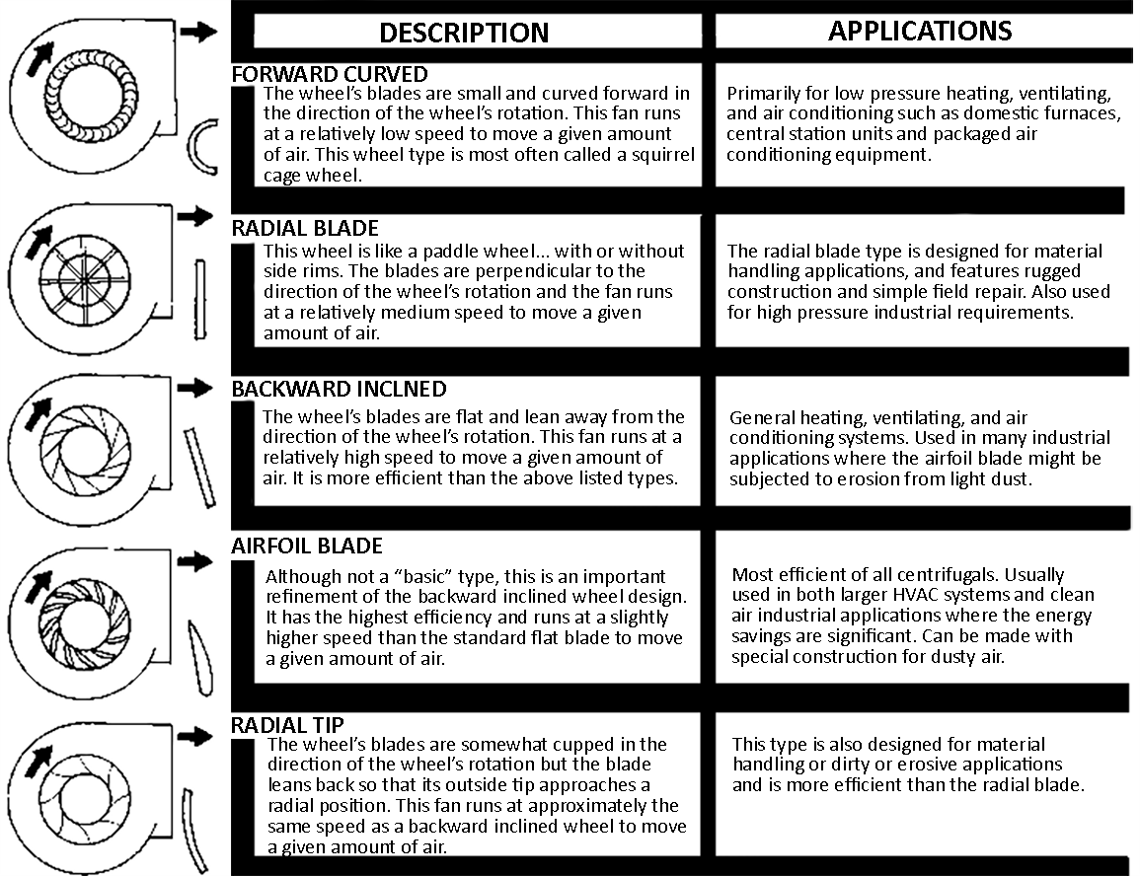 DESCRIPTION
APPLICATIONS
FORWARD CURVED
The wheel's blades are small and curved forward in
the direction of the wheel's rotation. This fan runs
at a relatively low speed to move a given amount
of air. This wheel type is most often called a squirrel
cage wheel.
Primarily for low pressure heating, ventilating,
and air conditioning such as domestic furnaces,
central station units and packaged air
conditioning equipment.
RADIAL BLADE
This wheel is like a paddle wheel... with or without
side rims. The blades are perpendicular to the
direction of the wheel's rotation and the fan runs
at a relatively medium speed to move a given
amount of air.
The radial blade type is designed for material
handling applications, and features rugged
construction and simple field repair. Also used
for high pressure industrial requirements.
BACKWARD INCLNED
The wheel's blades are flat and lean away from the
direction of the wheel's rotation. This fan runs at a
relatively high speed to move a given amount of
air. It is more efficient than the above listed types.
General heating, ventilating, and air
conditioning systems. Used in many industrial
applications where the airfoil blade might be
subjected to erosion from light dust.
AIRFOIL BLADE
Although not a "basic" type, this is an important
refinement of the backward inclined wheel design.
It has the highest efficiency and runs at a slightly
higher speed than the standard flat blade to move
a given amount of air.
Most efficient of all centrifugals. Usually
used in both larger HVAC systems and clean
air industrial applications where the energy
savings are significant. Can be made with
special construction for dusty air.
RADIAL TIP
The wheel's blades are somewhat cupped in the
direction of the wheel's rotation but the blade
leans back so that its outside tip approaches a
radial position. This fan runs at approximately the
same speed as a backward inclined wheel to move
a given amount of air.
This type is also designed for material
handling or dirty or erosive applications
and is more efficient than the radial blade.